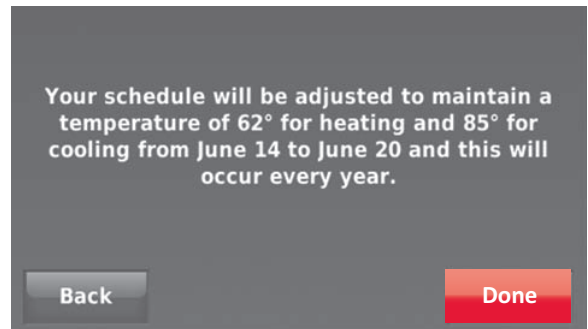 Your schedule will be adjusted to maintain a
temperature of 62° for heating and 85° for
cooling from June 14 to June 20 and this will
occur every year.
Back
Done